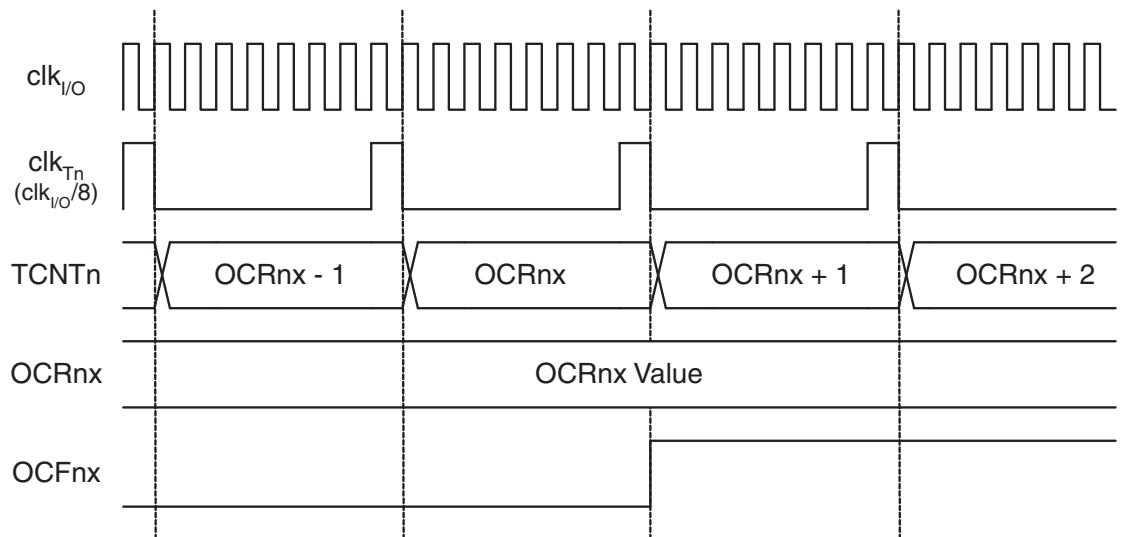 clkI/O
clkTn
(clkI/O/8)
TCNTn OCRnx - 1 OCRnx OCRnx + 1 OCRnx + 2
OCRnx OCRnx Value
OCFnx